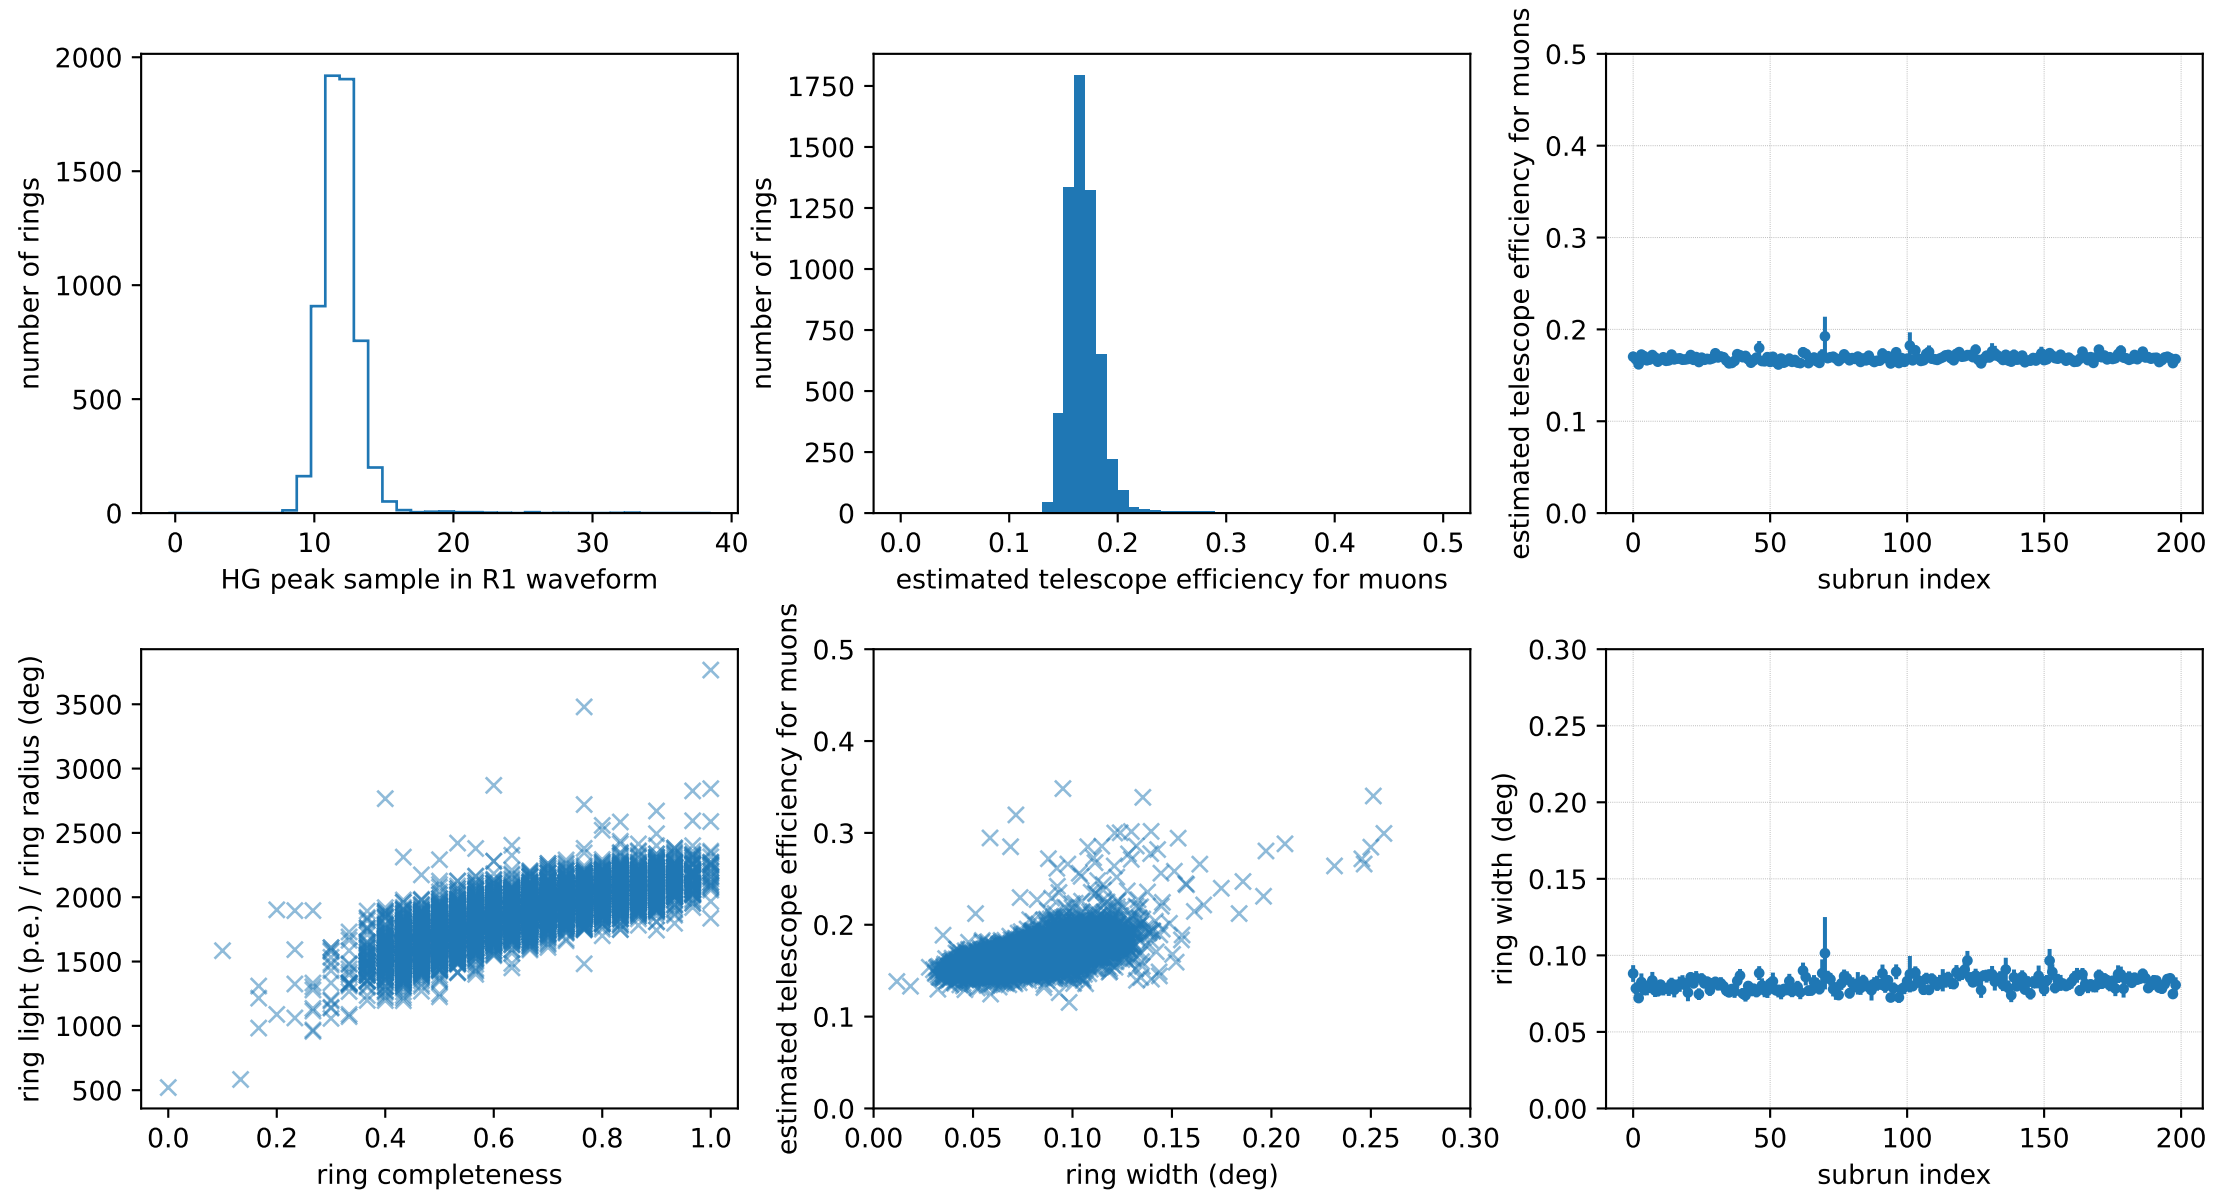 2000
1500
1000
500
0
number of rings
0 10 20 30 40
HG peak sample in R1 waveform
1750
1500
1250
1000
750
500
250
0
number of rings
0.0 0.1 0.2 0.3 0.4 0.5
estimated telescope efficiency for muons
0.5
0.4
0.3
0.2
0.1
0.0
estimated telescope efficiency for muons
0 50 100 150 200
subrun index
3500
3000
2500
2000
1500
1000
500
ring light (p.e.) / ring radius (deg)
0.0 0.2 0.4 0.6 0.8 1.0
ring completeness
0.5
0.4
0.3
0.2
0.1
0.0
estimated telescope efficiency for muons
0.00 0.05 0.10 0.15 0.20 0.25 0.30
ring width (deg)
0.30
0.25
0.20
0.15
0.10
0.05
0.00
ring width (deg)
0 50 100 150 200
subrun index